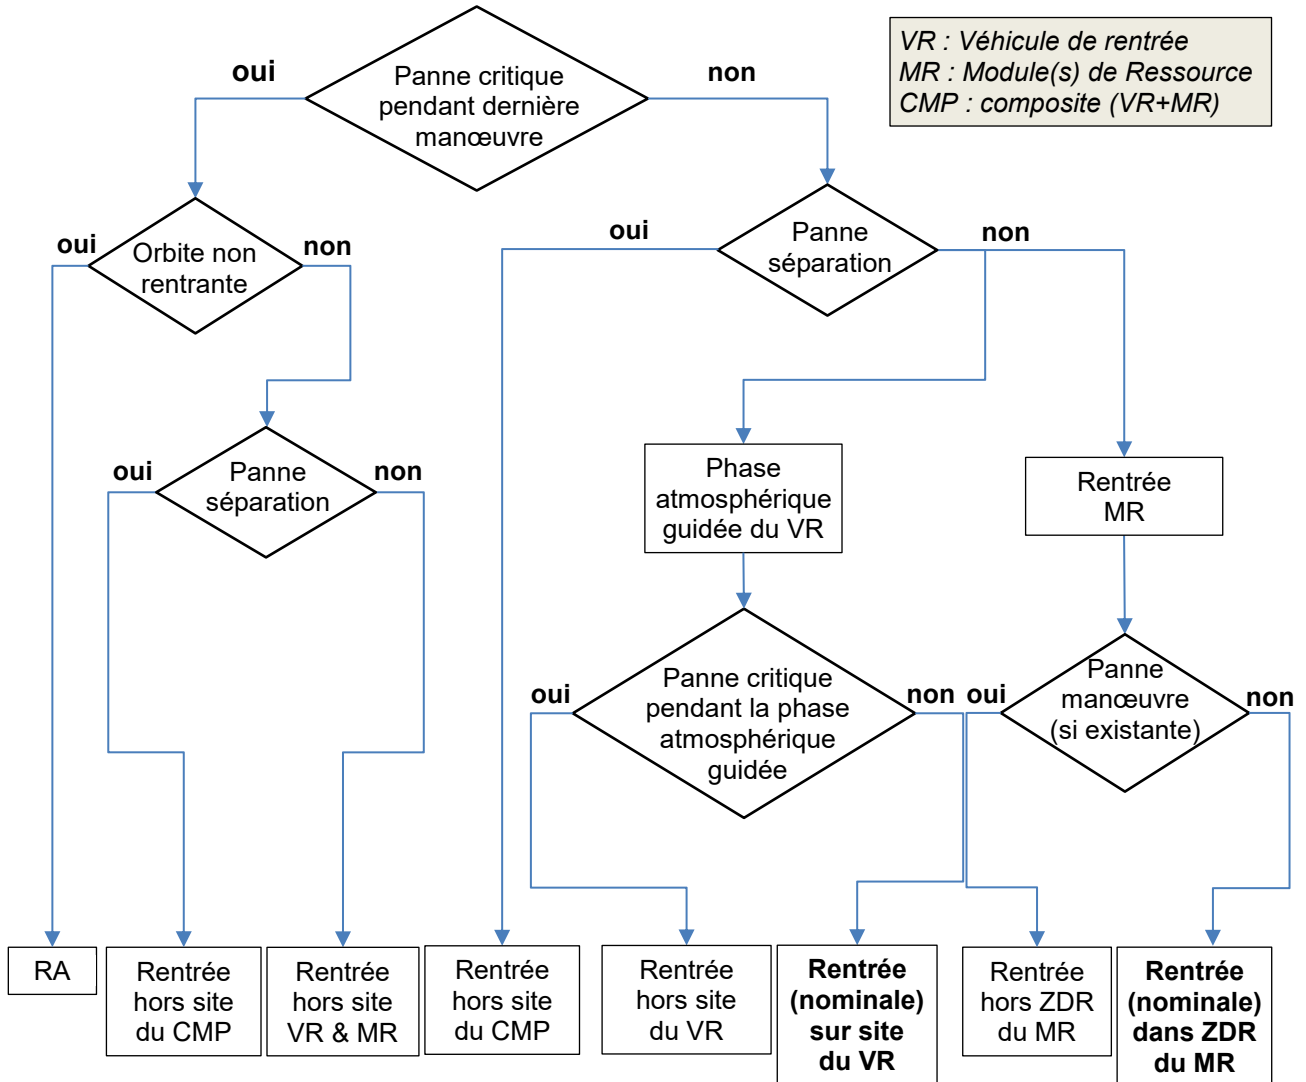 VR : Véhicule de rentrée
MR : Module(s) de Ressource
CMP : composite (VR+MR)
oui
Panne critique
pendant dernière
manœuvre
non
oui
Orbite non
rentrante
non
oui
Panne
séparation
non
oui
Panne
séparation
non
Phase
atmosphérique
guidée du VR
Rentrée
MR
oui
Panne critique
pendant la phase
atmosphérique
guidée
non
oui
Panne
manœuvre
(si existante)
non
RA
Rentrée
hors site
du CMP
Rentrée
hors site
VR & MR
Rentrée
hors site
du CMP
Rentrée
hors site
du VR
Rentrée
(nominale)
sur site
du VR
Rentrée
hors ZDR
du MR
Rentrée
(nominale)
dans ZDR
du MR